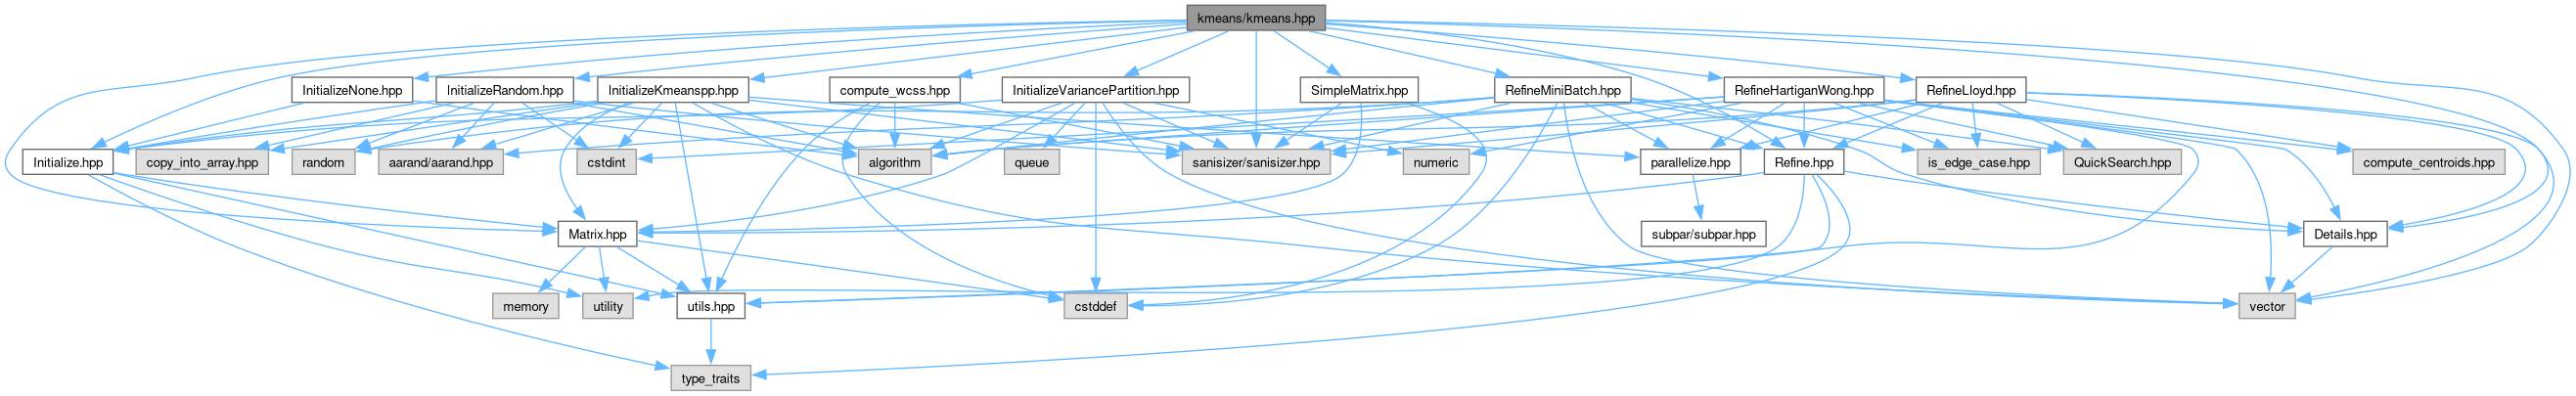 kmeans/kmeans.hpp
InitializeNone.hpp
InitializeRandom.hpp
InitializeKmeanspp.hpp
compute_wcss.hpp
InitializeVariancePartition.hpp
SimpleMatrix.hpp
RefineMiniBatch.hpp
RefineHartiganWong.hpp
RefineLloyd.hpp
Initialize.hpp
copy_into_array.hpp
random
aarand/aarand.hpp
cstdint
algorithm
queue
sanisizer/sanisizer.hpp
numeric
parallelize.hpp
Refine.hpp
is_edge_case.hpp
QuickSearch.hpp
compute_centroids.hpp
Matrix.hpp
subpar/subpar.hpp
Details.hpp
memory
utility
utils.hpp
cstddef
vector
type_traits